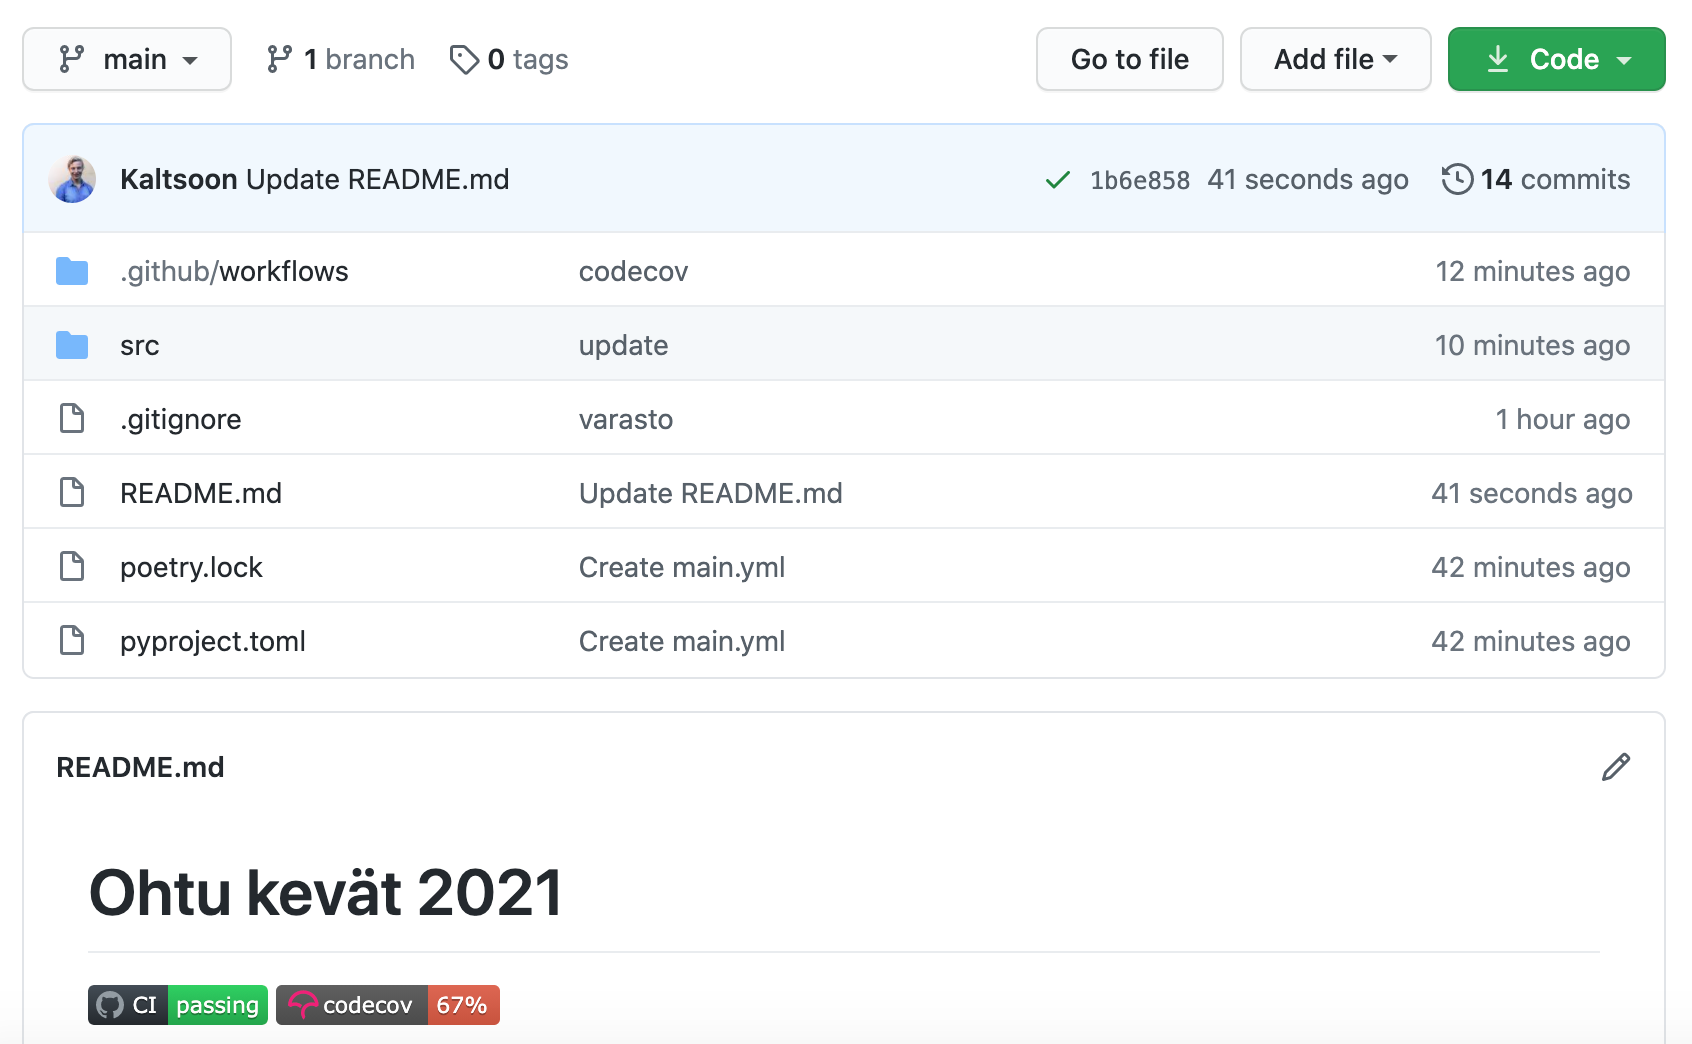 main 1 branch 0 tags Go to file Add file Code
Kaltsoon Update README.md 1b6e858 41 seconds ago 14 commits
.github/workflows codecov 12 minutes ago
src update 10 minutes ago
.gitignore varasto 1 hour ago
README.md Update README.md 41 seconds ago
poetry.lock Create main.yml 42 minutes ago
pyproject.toml Create main.yml 42 minutes ago
README.md
Ohtu kevät 2021
CI passing codecov 67%